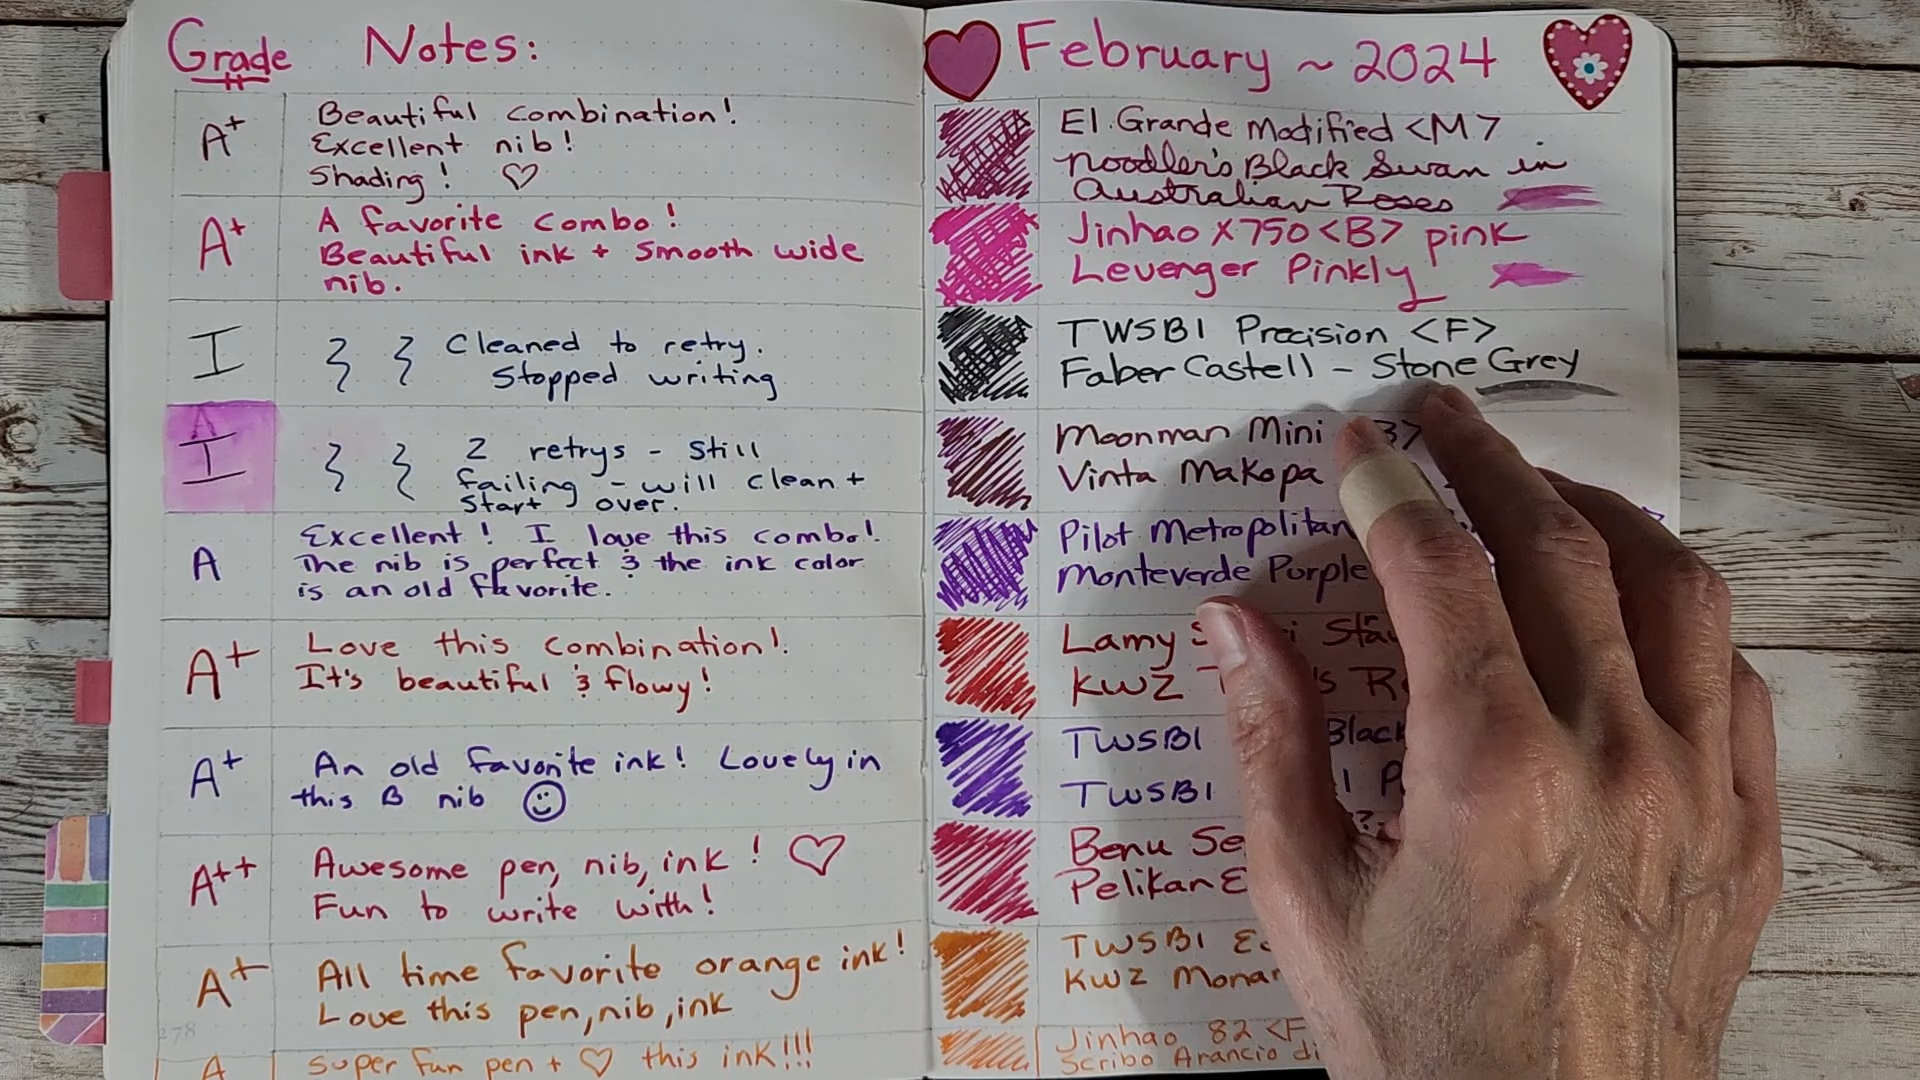 Grade Notes:
A+
Beautiful combination!
Excellent nib!
Shading!
A+
A favorite combo!
Beautiful ink + smooth wide
nib.
I
Cleaned to retry.
Stopped writing
A
I
2 retrys - still
failing - will clean +
start over.
A
Excellent! I love this combo!
The nib is perfect & the ink color
is an old favorite.
A+
Love this combination!
It's beautiful & flowy!
A+
An old favorite ink! Lovely in
this B nib
A++
Awesome pen, nib, ink!
Fun to write with!
A+
All time favorite orange ink!
Love this pen, nib, ink
278
A
Super fun pen + this ink!!!
February ~ 2024
El Grande Modified <M>
Noodler's Black Swan in
Australian Roses
Jinhao X750 <B> pink
Levenger Pinkly
TWSBI Precision <F>
Faber Castell - Stone Grey
Moonman Mini B>
Vinta Makopa
Pilot Metropolitan
Monteverde Purple
Lamy
KWZ
TWSBI Black
TWSBI
Benu
Pelikan
TWSBI
KWZ
Jinhao 82 <F
Scribo Arancio di